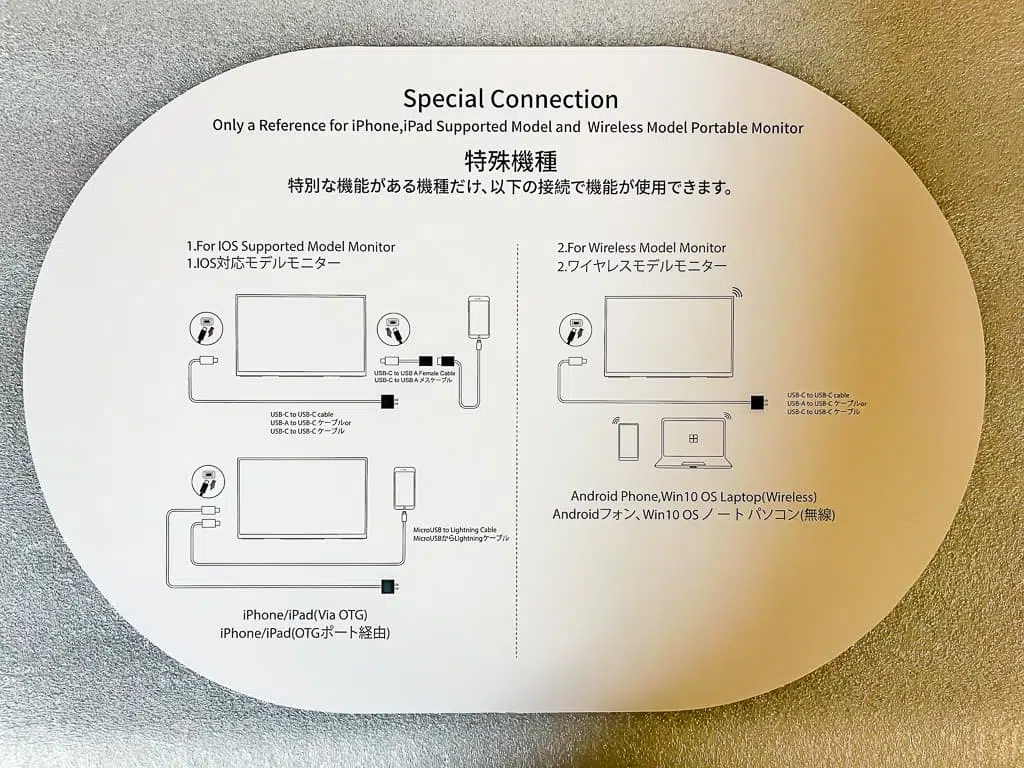 Special Connection
Only a Reference for iPhone,iPad Supported Model and Wireless Model Portable Monitor
特殊機種
特別な機能がある機種だけ、以下の接続で機能が使用できます。
1.For IOS Supported Model Monitor
1.IOS対応モデルモニター
USB-C to USB A Female Cable
USB-C to USB A メスケーブル
USB-C to USB-C cable
USB-A to USB-C ケーブルor
USB-C to USB-C ケーブル
MicroUSB to Lightning Cable
MicroUSBからLightningケーブル
iPhone/iPad(Via OTG)
iPhone/iPad(OTGポート経由)
2.For Wireless Model Monitor
2.ワイヤレスモデルモニター
USB-C to USB-C cable
USB-A to USB-C ケーブルor
USB-C to USB-C ケーブル
Android Phone,Win10 OS Laptop(Wireless)
Androidフォン、Win10 OS ノート パソコン(無線)